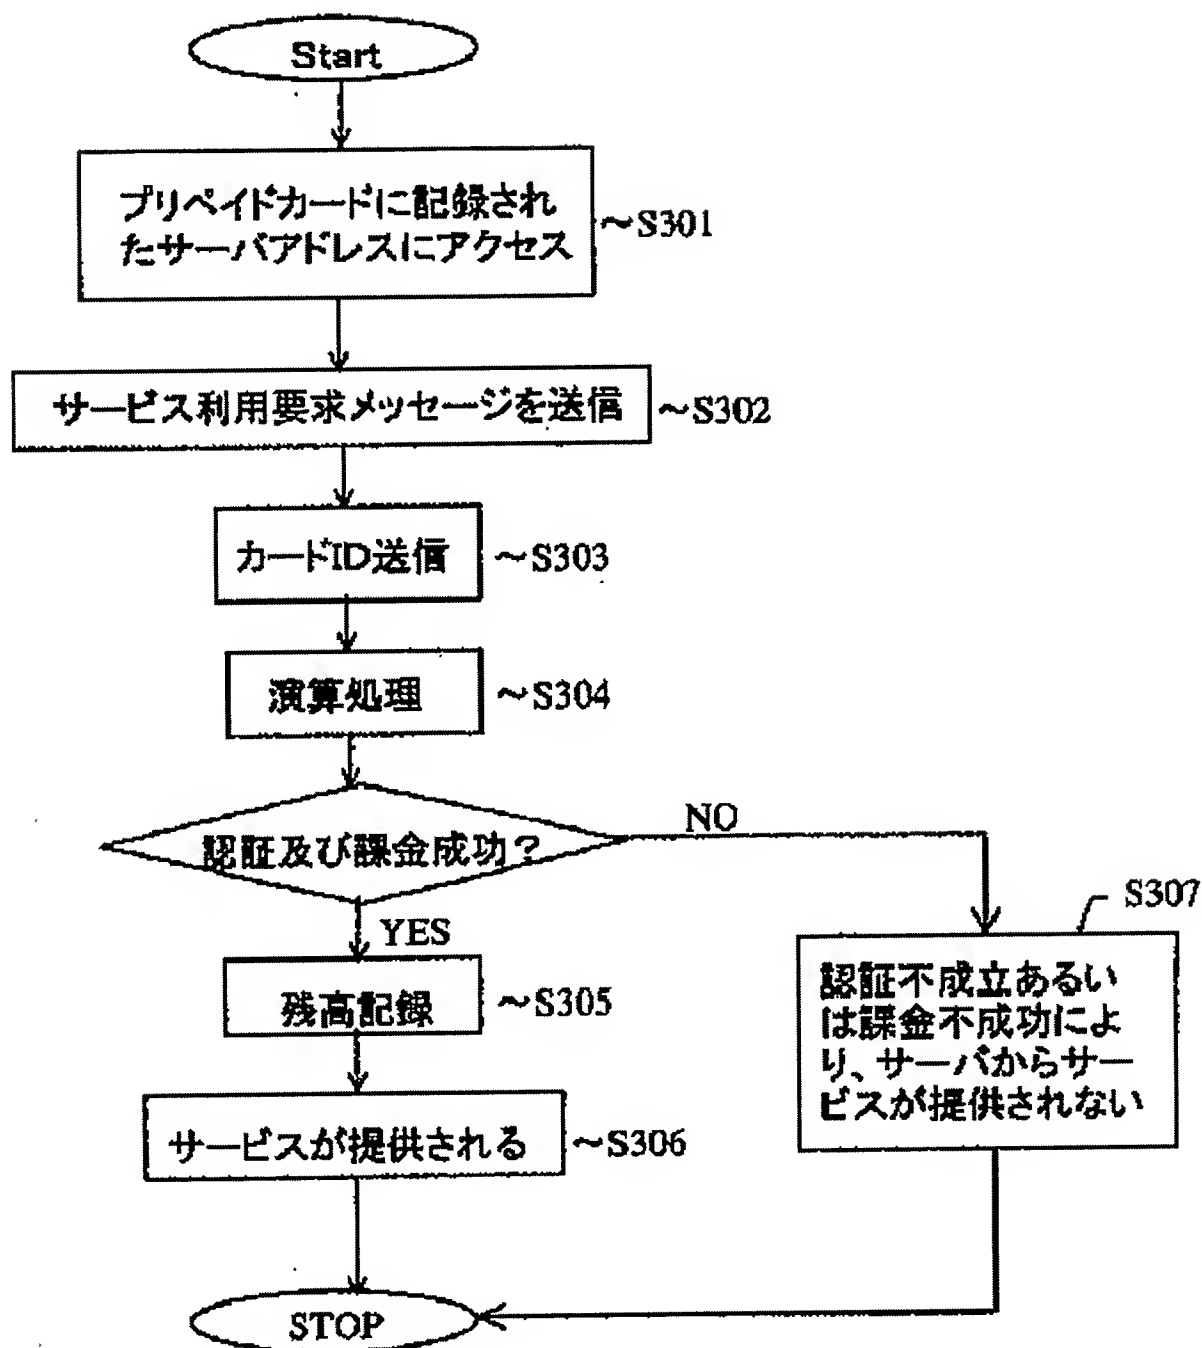 Start
プリペイドカードに記録され
たサーバアドレスにアクセス
～S301
サービス利用要求メッセージを送信
～S302
カードID送信
～S303
演算処理
～S304
認証及び課金成功？
NO
YES
S307
残高記録
～S305
認証不成立あるい
は課金不成功によ
り、サーバからサー
ビスが提供されない
サービスが提供される
～S306
STOP